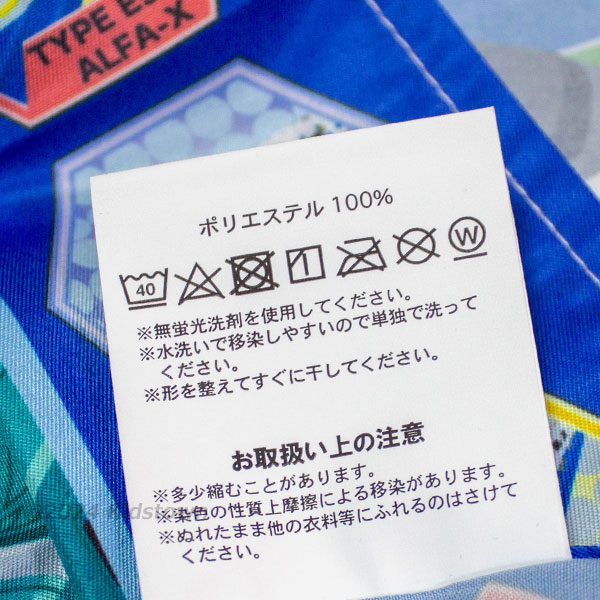 TYPE E
ALFA-X
ポリエステル 100%
40
1
W
※無蛍光洗剤を使用してください。
※水洗いで移染しやすいので単独で洗って
ください。
※形を整えてすぐに干してください。
お取扱い上の注意
※多少縮むことがあります。
※染色の性質上摩擦による移染があります。
※ぬれたまま他の衣料等にふれるのはさけて
ください。